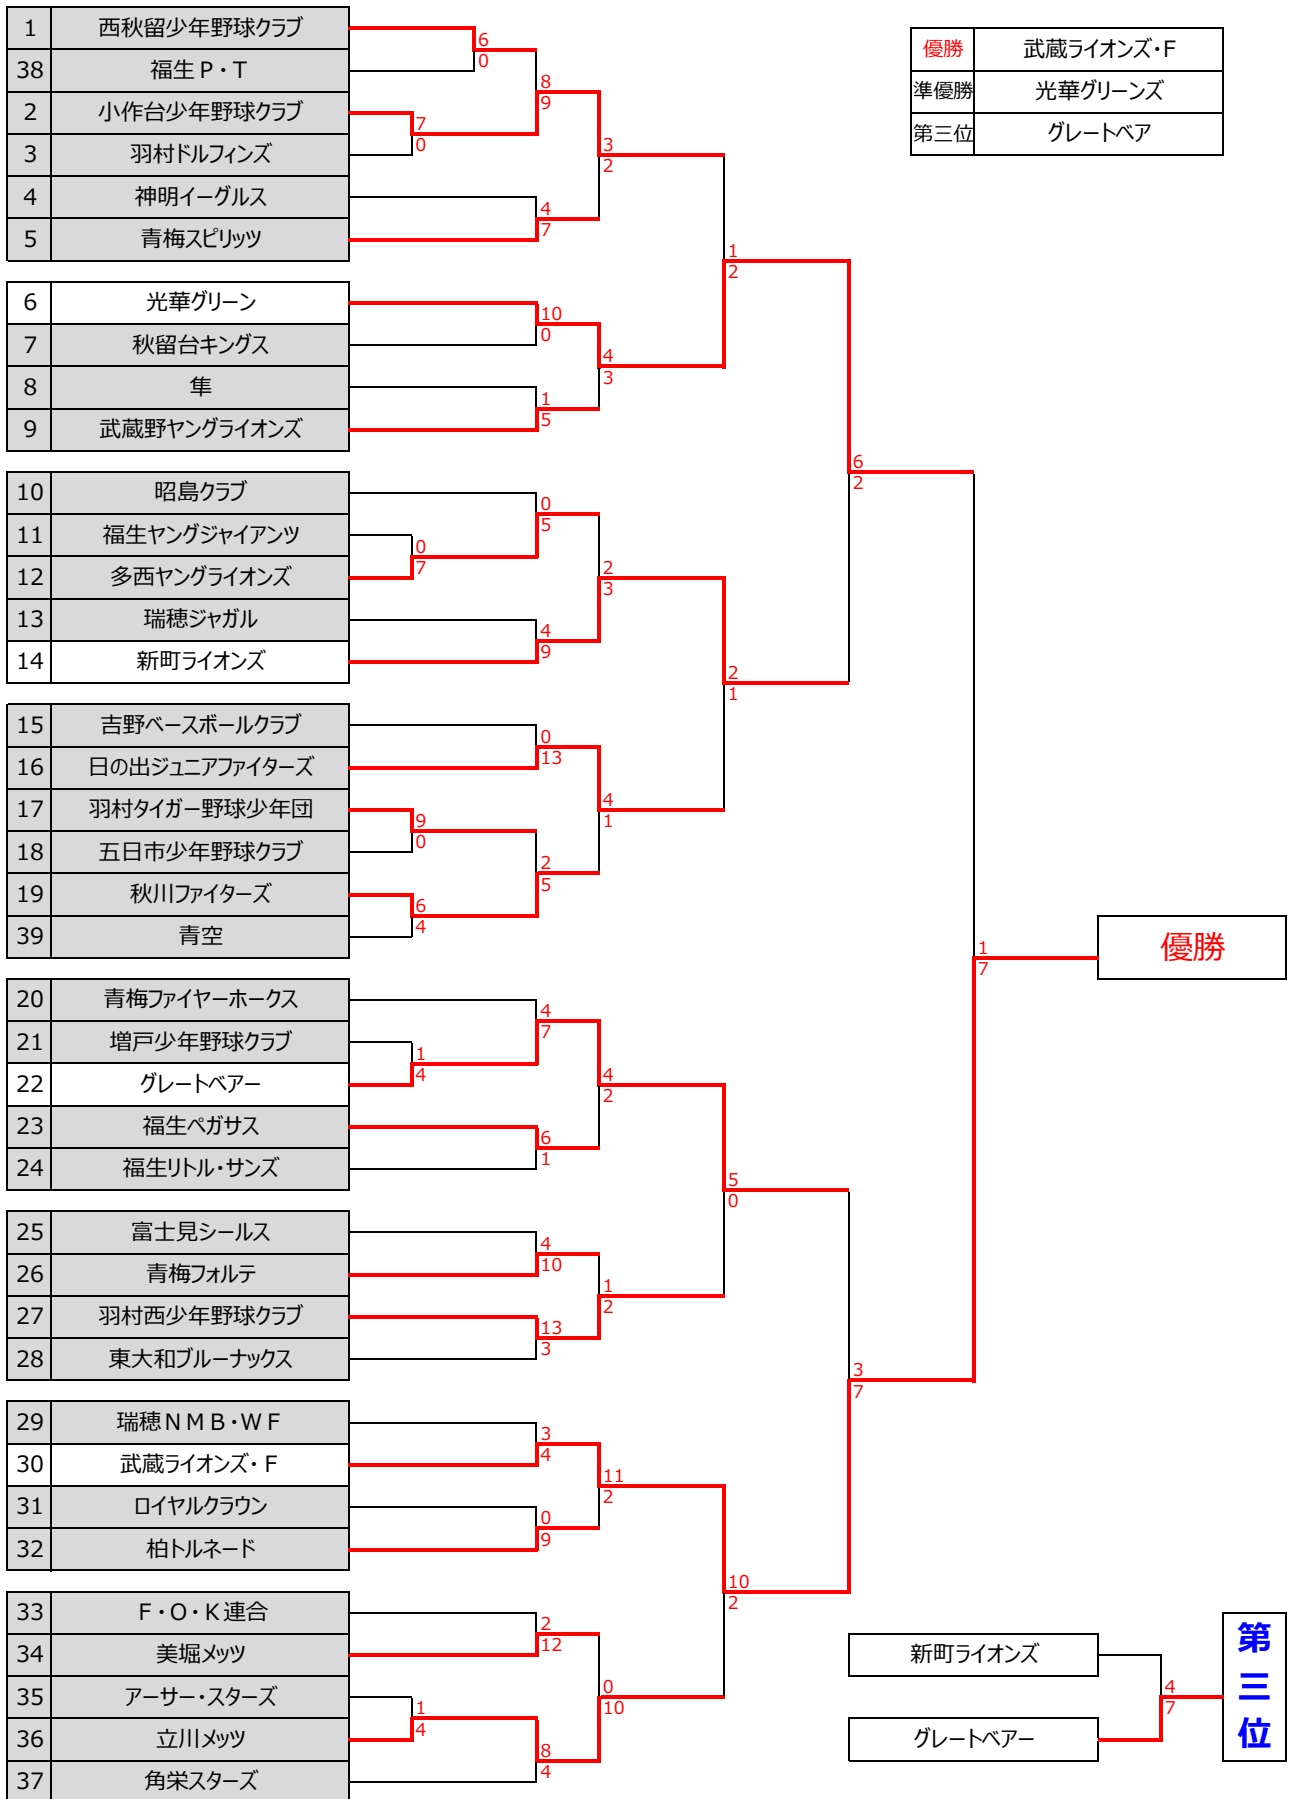 1 西秋留少年野球クラブ
38 福生Ｐ・Ｔ
2 小作台少年野球クラブ
3 羽村ドルフィンズ
4 神明イーグルス
5 青梅スピリッツ
6 光華グリーン
7 秋留台キングス
8 隼
9 武蔵野ヤングライオンズ
10 昭島クラブ
11 福生ヤングジャイアンツ
12 多西ヤングライオンズ
13 瑞穂ジャガル
14 新町ライオンズ
15 吉野ベースボールクラブ
16 日の出ジュニアファイターズ
17 羽村タイガー野球少年団
18 五日市少年野球クラブ
19 秋川ファイターズ
39 青空
20 青梅ファイヤーホークス
21 増戸少年野球クラブ
22 グレートベアー
23 福生ペガサス
24 福生リトル・サンズ
25 富士見シールス
26 青梅フォルテ
27 羽村西少年野球クラブ
28 東大和ブルーナックス
29 瑞穂ＮＭＢ・ＷＦ
30 武蔵ライオンズ・Ｆ
31 ロイヤルクラウン
32 柏トルネード
33 Ｆ・Ｏ・Ｋ連合
34 美堀メッツ
35 アーサー・スターズ
36 立川メッツ
37 角栄スターズ
7
0
0
7
9
0
6
4
1
4
1
4
6
0
8
9
4
7
10
0
1
5
0
5
4
9
0
13
2
5
4
7
6
1
4
10
13
3
3
4
0
9
2
12
8
4
3
2
4
3
2
3
4
1
4
2
1
2
11
2
0
10
1
2
2
1
5
0
10
2
6
2
3
7
1
7
優勝 武蔵ライオンズ・Ｆ
準優勝 光華グリーンズ
第三位 グレートベア
優勝
新町ライオンズ
グレートベアー
4
7
第三位